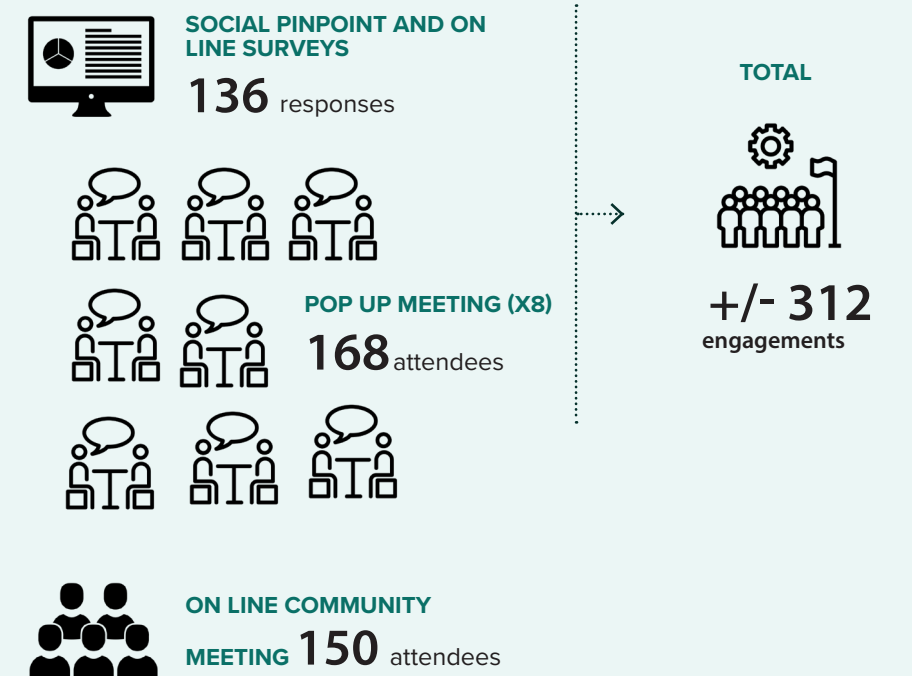 SOCIAL PINPOINT AND ON
LINE SURVEYS
136 responses
POP UP MEETING (X8)
168 attendees
ON LINE COMMUNITY
MEETING 150 attendees
TOTAL
+/- 312
engagements